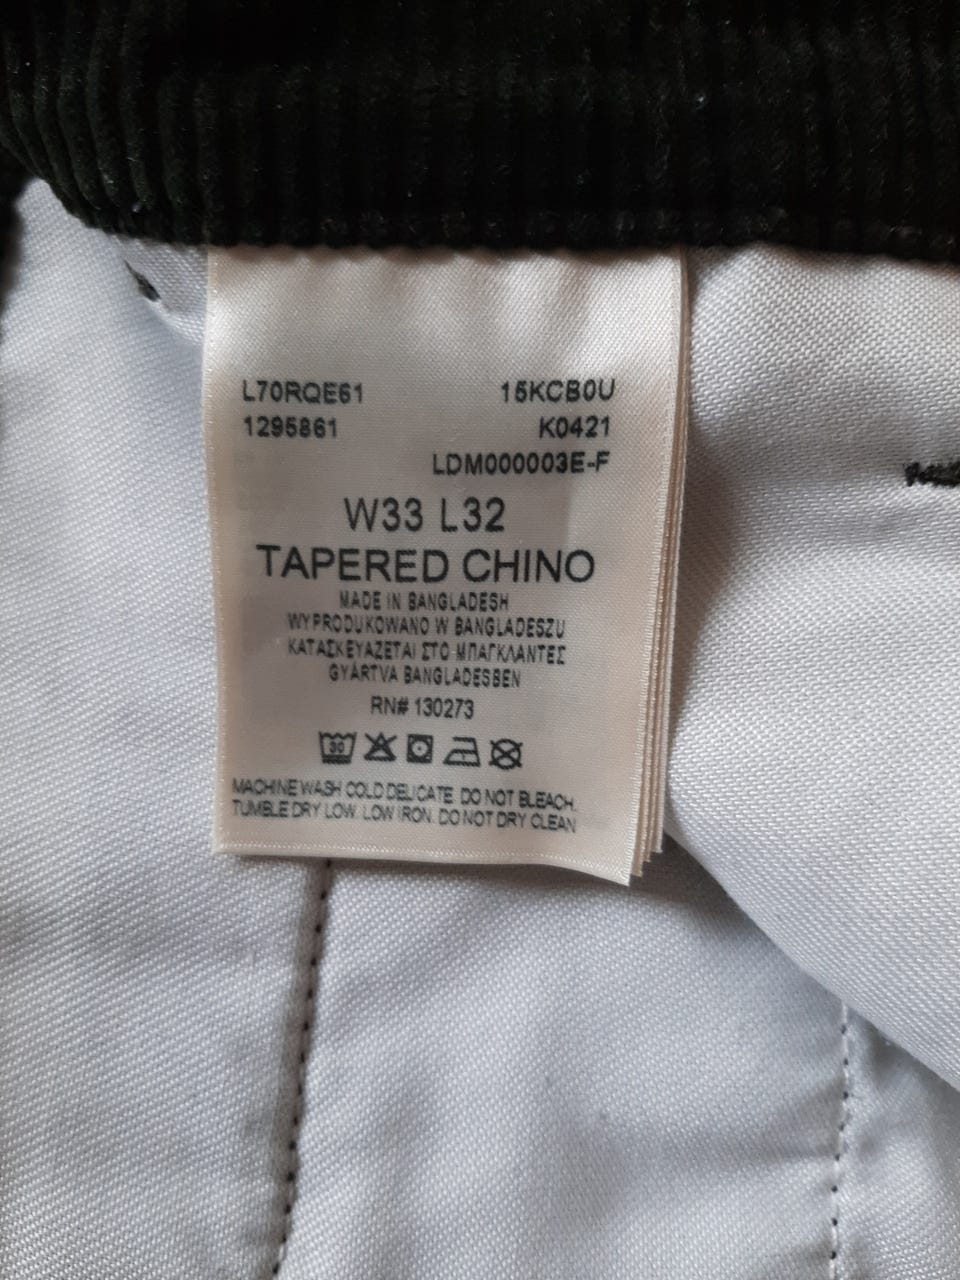 L70RQE61 15KCB0U
1295861 K0421
LDM000003E-F
W33 L32
TAPERED CHINO
MADE IN BANGLADESH
WYPRODUKOWANO W BANGLADESZU
ΚΑΤΑΣΚΕΥΑΖΕΤΑΙ ΣΤΟ ΜΠΑΓΚΛΑΝΤΕΣ
GYÁRTVA BANGLADESBEN
RN# 130273
30
MACHINE WASH COLD DELICATE. DO NOT BLEACH.
TUMBLE DRY LOW. LOW IRON. DO NOT DRY CLEAN